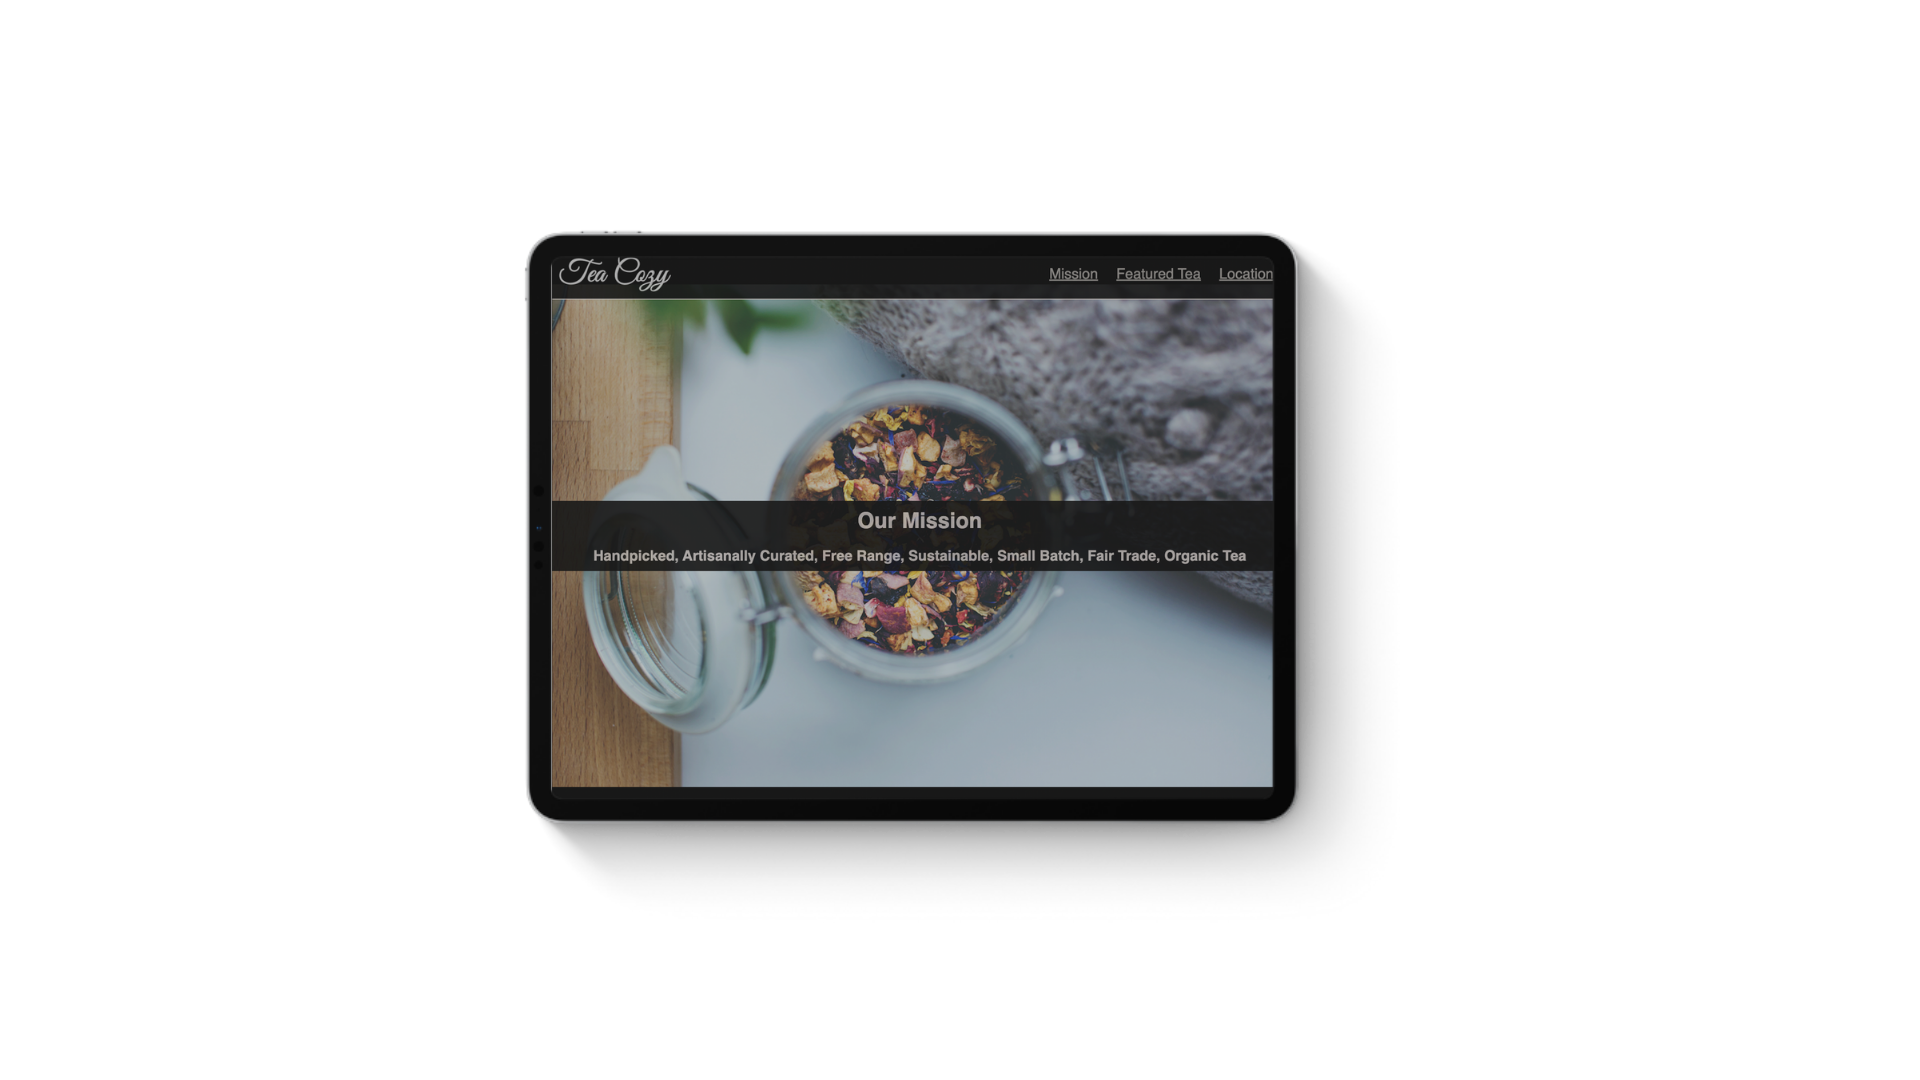 Tea Cozy
Mission Featured Tea Location
Our Mission
Handpicked, Artisanally Curated, Free Range, Sustainable, Small Batch, Fair Trade, Organic Tea